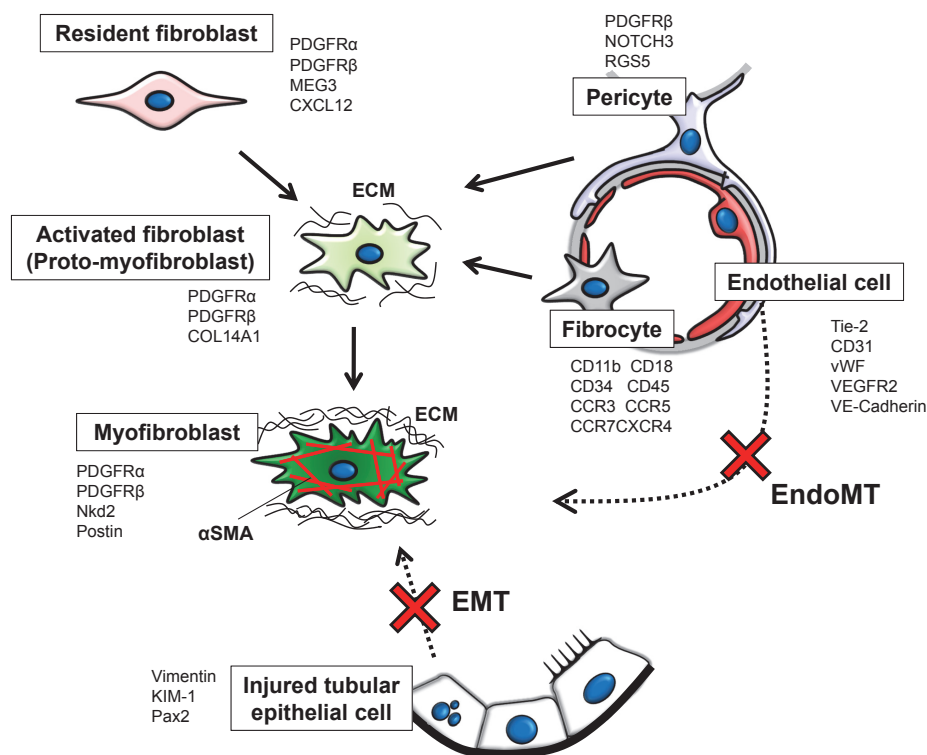 Resident fibroblast
PDGFRα
PDGFRβ
MEG3
CXCL12
PDGFRβ
NOTCH3
RGS5
Pericyte
ECM
Activated fibroblast
(Proto-myofibroblast)
PDGFRα
PDGFRβ
COL14A1
Endothelial cell
Tie-2
CD31
vWF
VEGFR2
VE-Cadherin
Fibrocyte
CD11b CD18
CD34 CD45
CCR3 CCR5
CCR7CXCR4
ECM
Myofibroblast
PDGFRα
PDGFRβ
Nkd2
Postin
αSMA
EndoMT
EMT
Vimentin
KIM-1
Pax2
Injured tubular
epithelial cell